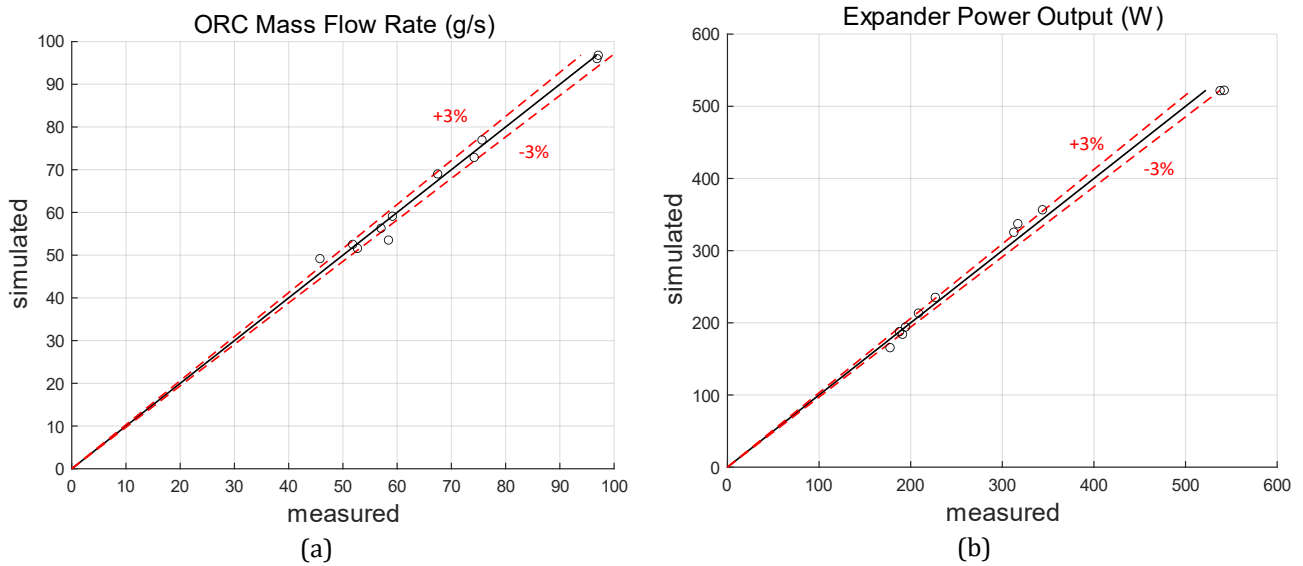 ORC Mass Flow Rate (g/s)
100
90
80
70
60
50
40
30
20
10
0
simulated
+3%
-3%
0 10 20 30 40 50 60 70 80 90 100
measured
(a)
Expander Power Output (W)
600
500
400
300
200
100
0
simulated
+3%
-3%
0 100 200 300 400 500 600
measured
(b)